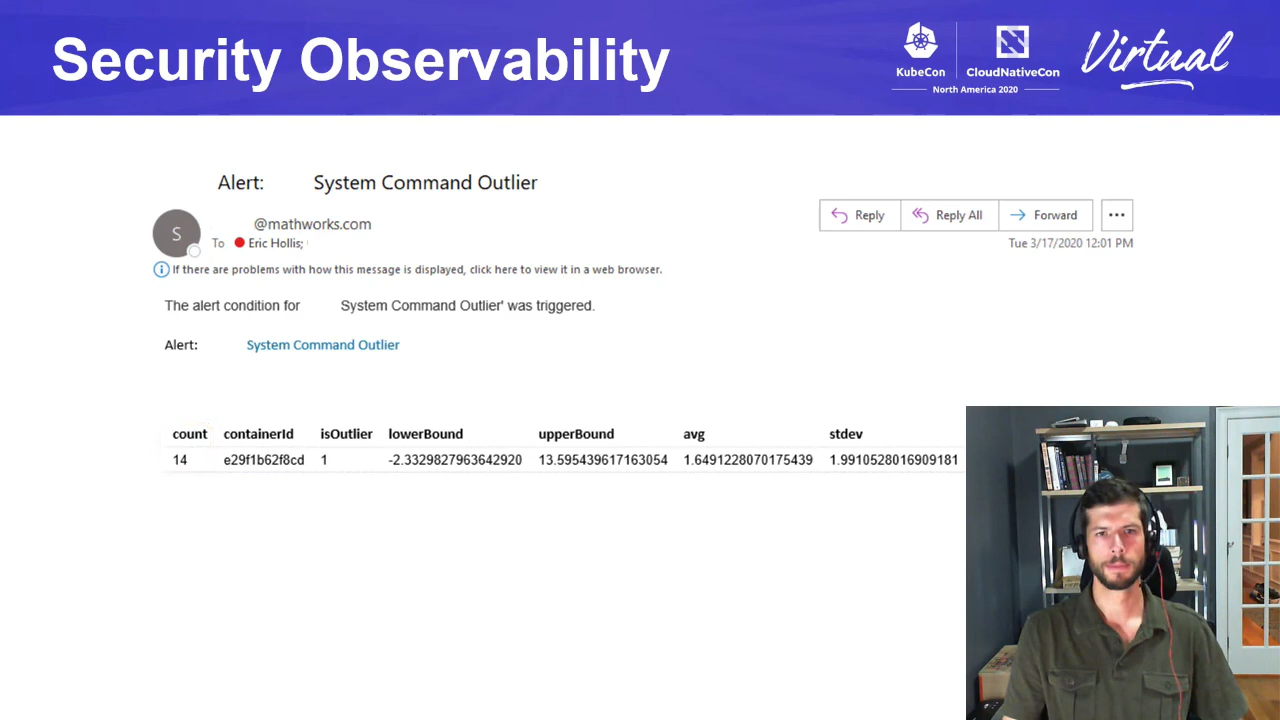 Security Observability
KubeCon
CloudNativeCon
North America 2020
Virtual
Alert: System Command Outlier
S
@mathworks.com
To Eric Hollis;
Reply
Reply All
Forward
...
Tue 3/17/2020 12:01 PM
If there are problems with how this message is displayed, click here to view it in a web browser.
The alert condition for System Command Outlier' was triggered.
Alert: System Command Outlier
count containerId isOutlier lowerBound upperBound avg stdev
14 e29f1b62f8cd 1 -2.3329827963642920 13.595439617163054 1.6491228070175439 1.9910528016909181